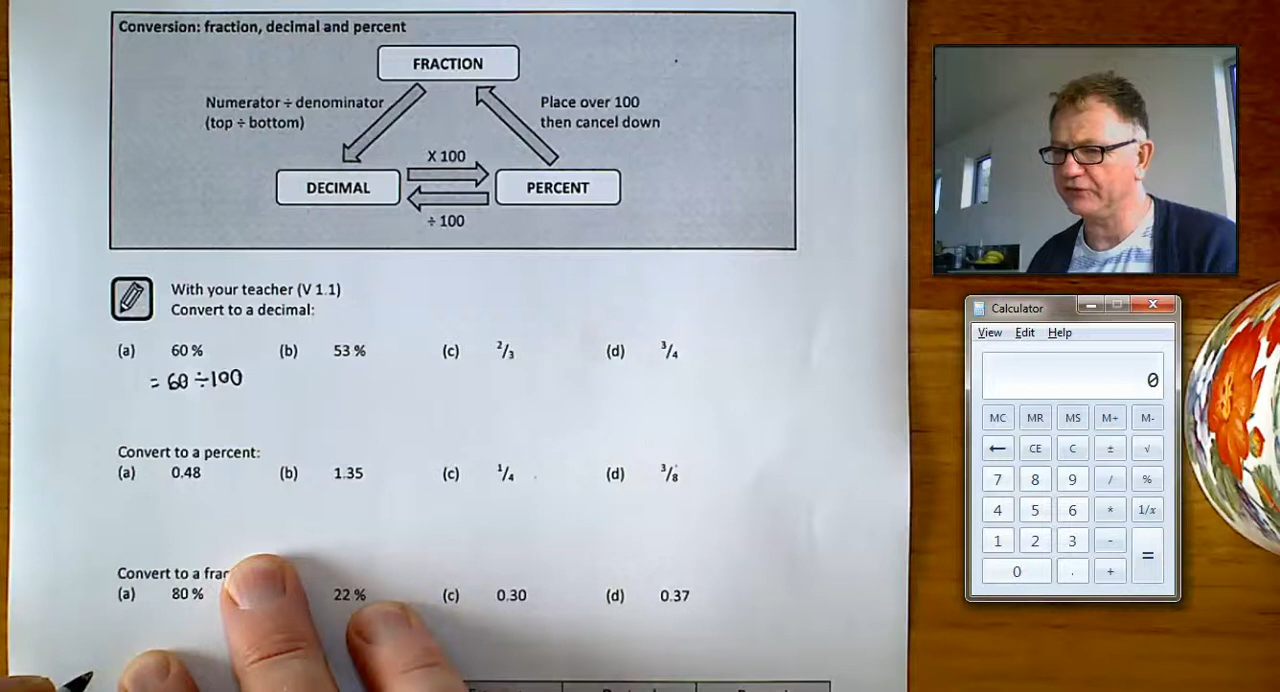 Conversion: fraction, decimal and percent
FRACTION
Numerator ÷ denominator
(top ÷ bottom)
Place over 100
then cancel down
X 100
DECIMAL
PERCENT
÷ 100
With your teacher (V 1.1)
Convert to a decimal:
(a) 60 % (b) 53 % (c) 2/3 (d) 3/4
= 60 ÷ 100
Convert to a percent:
(a) 0.48 (b) 1.35 (c) 1/4 (d) 3/8
Convert to a
(a) 80 % 22 % (c) 0.30 (d) 0.37
Calculator
View Edit Help
0
MC MR MS M+ M-
← CE C ± √
7 8 9 / %
4 5 6 * 1/x
1 2 3 - =
0 . +